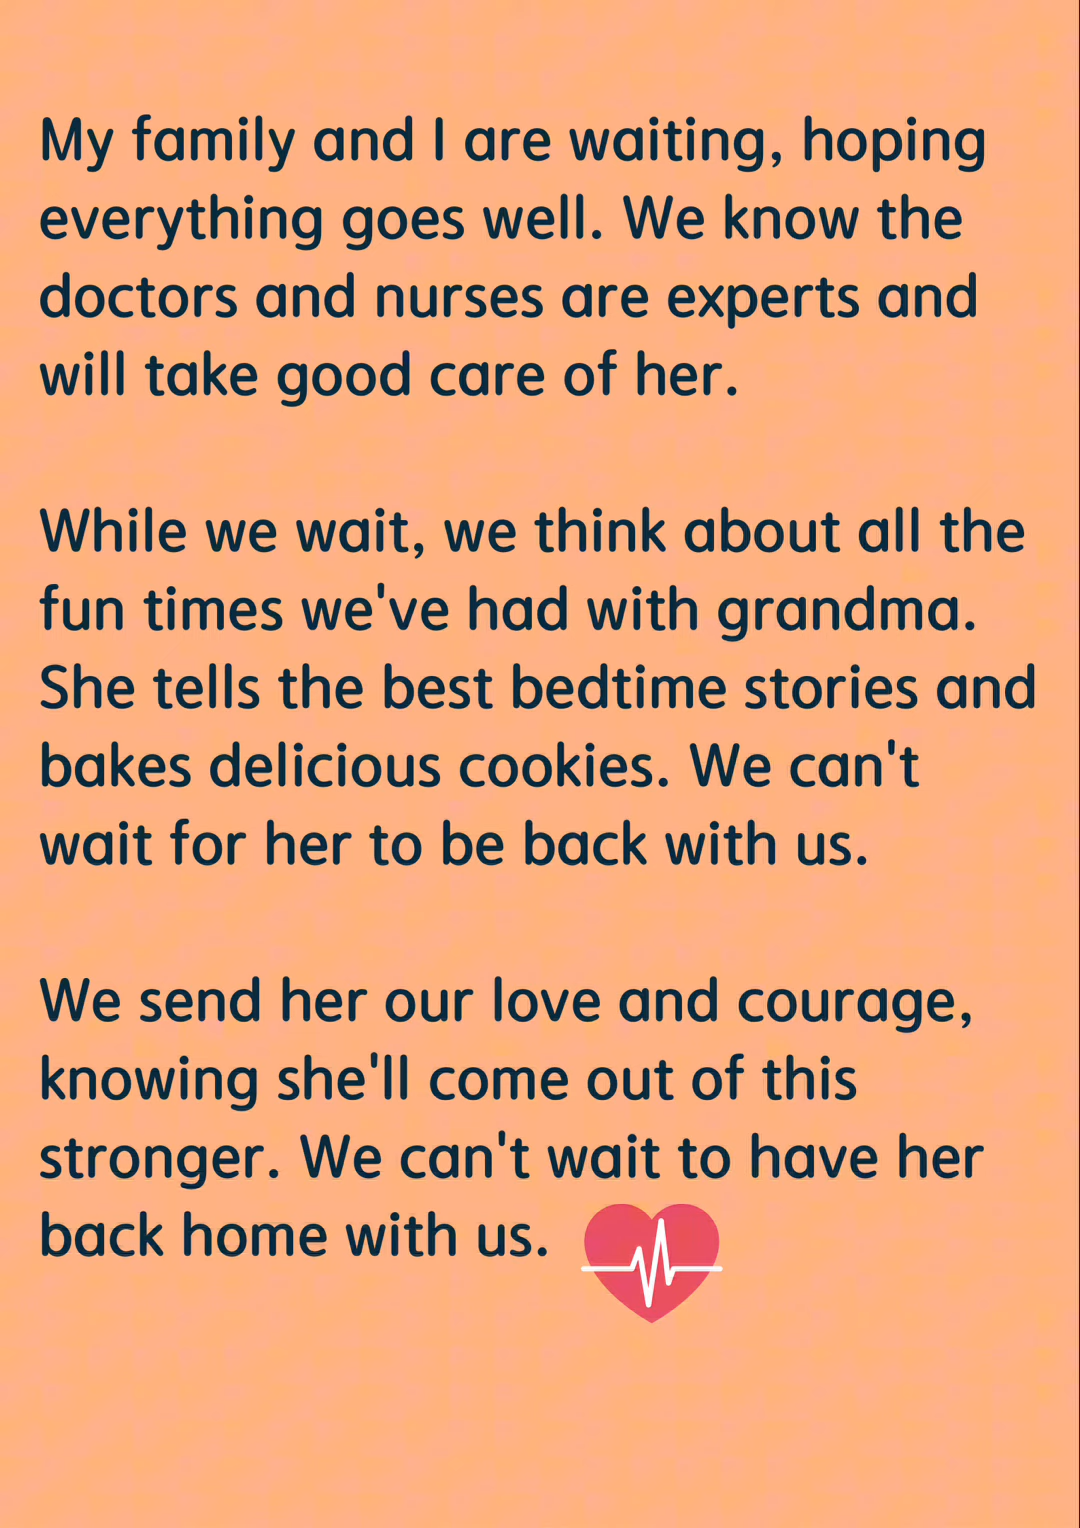 My family and I are waiting, hoping
everything goes well. We know the
doctors and nurses are experts and
will take good care of her.
While we wait, we think about all the
fun times we've had with grandma.
She tells the best bedtime stories and
bakes delicious cookies. We can't
wait for her to be back with us.
We send her our love and courage,
knowing she'll come out of this
stronger. We can't wait to have her
back home with us.